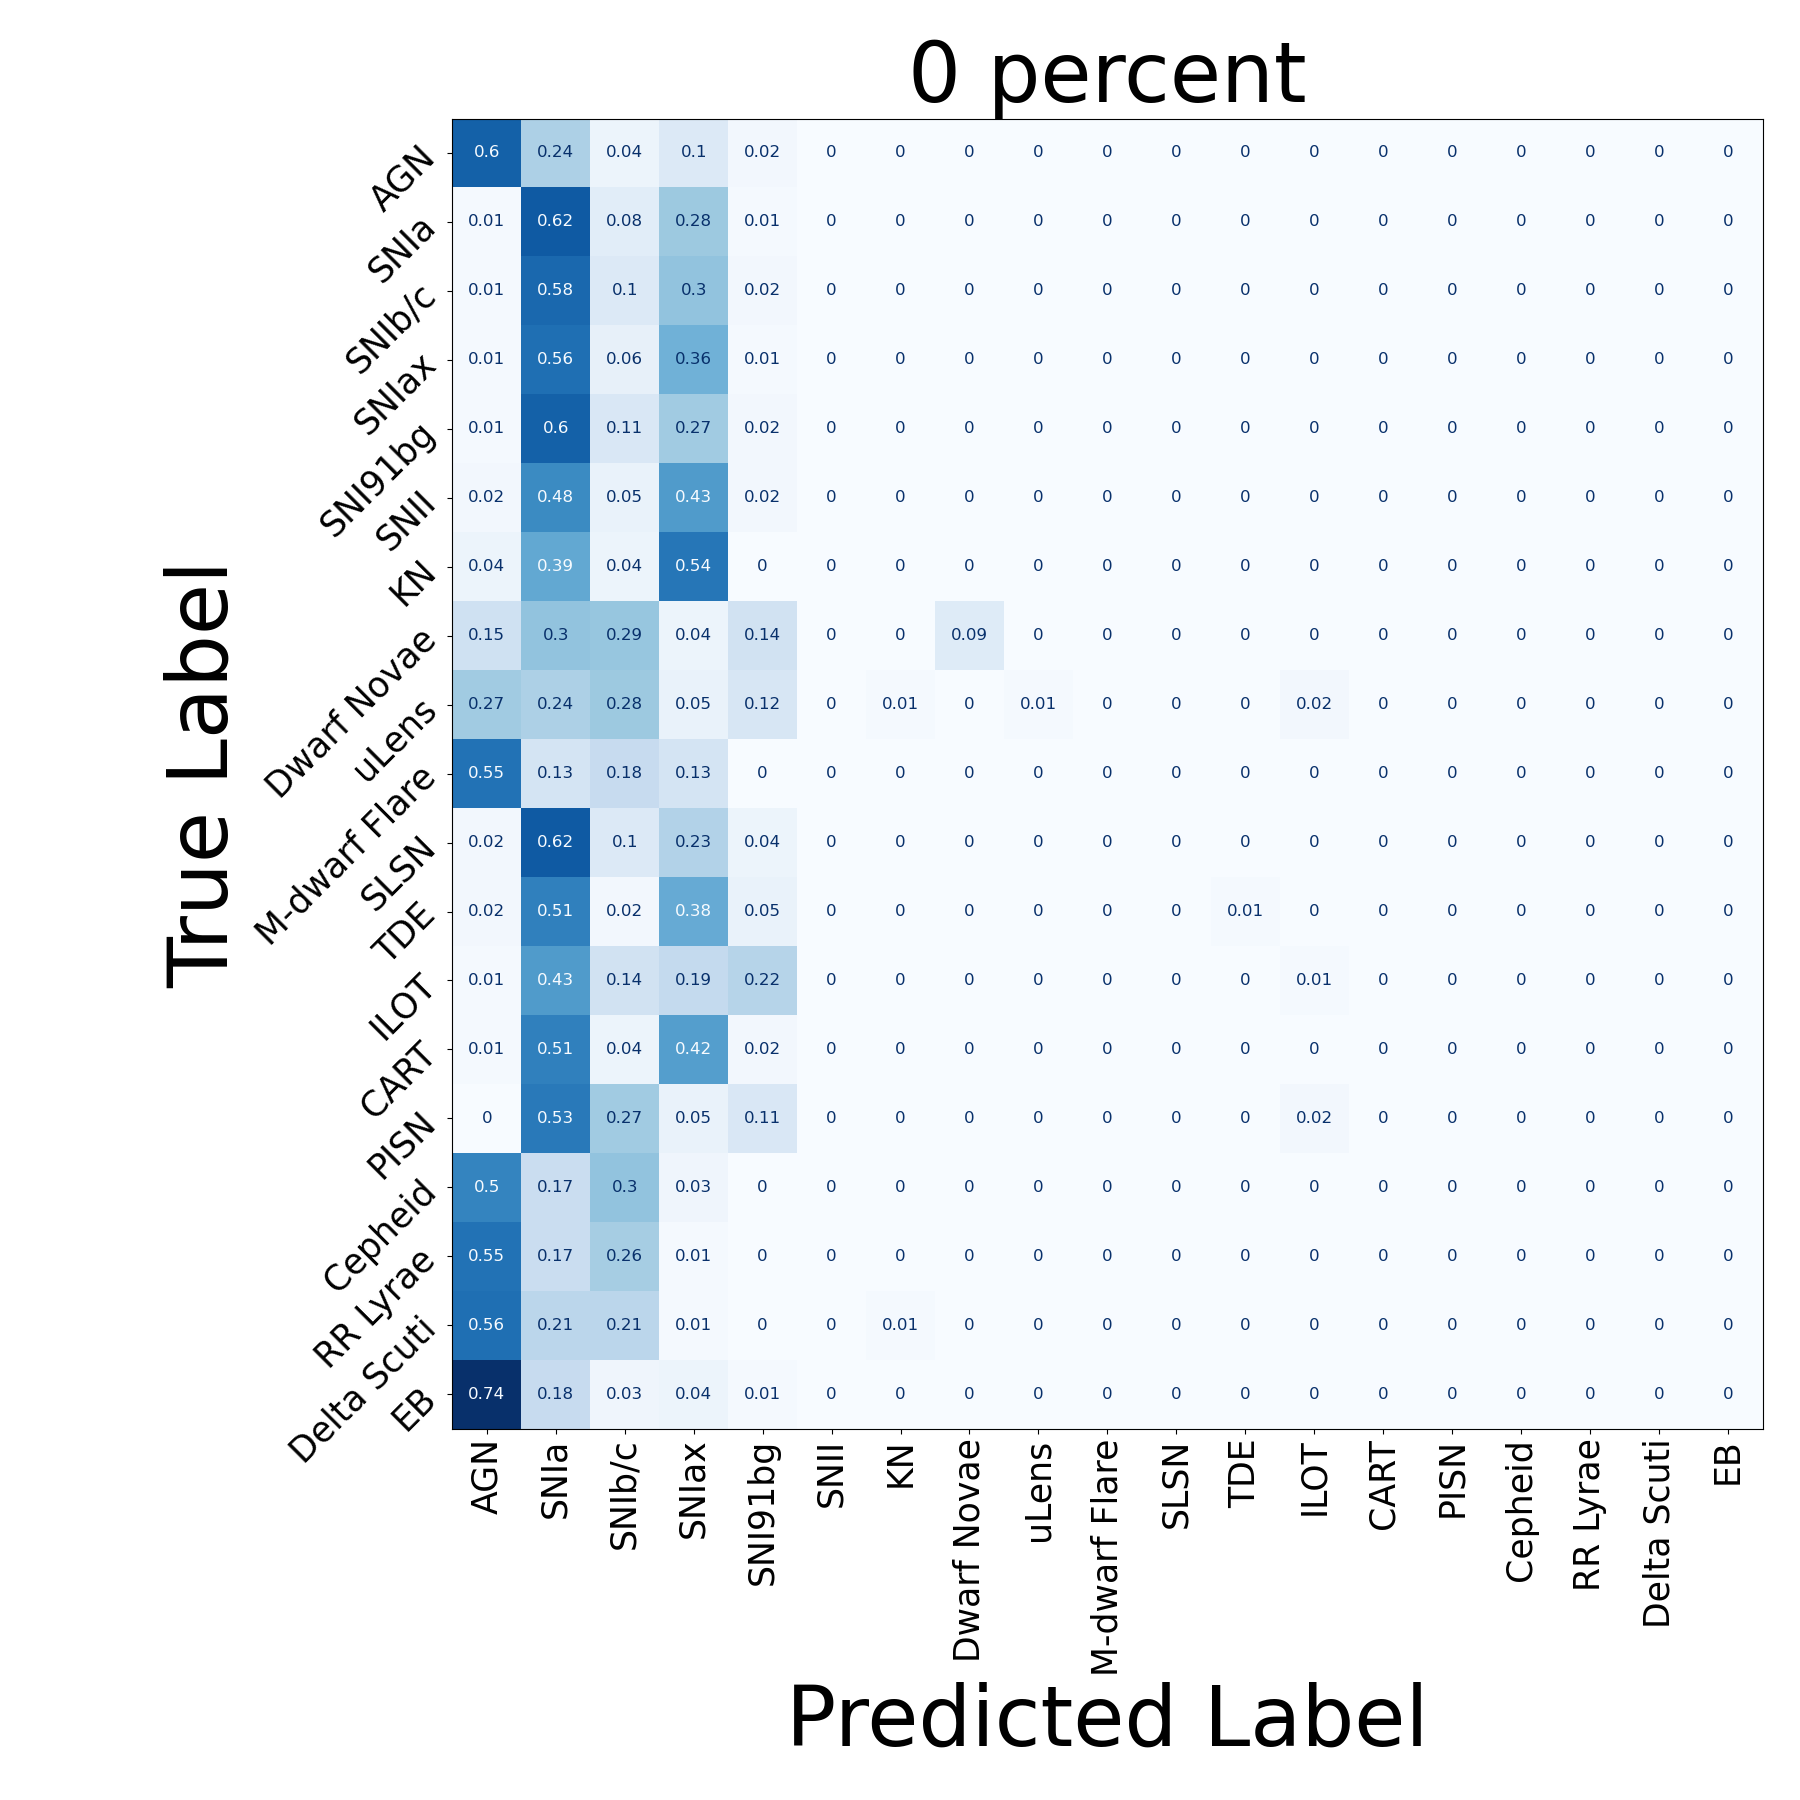 0 percent
True Label
AGN 0.6 0.24 0.04 0.1 0.02 0 0 0 0 0 0 0 0 0 0 0 0 0 0
SNIa 0.01 0.62 0.08 0.28 0.01 0 0 0 0 0 0 0 0 0 0 0 0 0 0
SNIb/c 0.01 0.58 0.1 0.3 0.02 0 0 0 0 0 0 0 0 0 0 0 0 0 0
SNIax 0.01 0.56 0.06 0.36 0.01 0 0 0 0 0 0 0 0 0 0 0 0 0 0
SNI91bg 0.01 0.6 0.11 0.27 0.02 0 0 0 0 0 0 0 0 0 0 0 0 0 0
SNII 0.02 0.48 0.05 0.43 0.02 0 0 0 0 0 0 0 0 0 0 0 0 0 0
KN 0.04 0.39 0.04 0.54 0 0 0 0 0 0 0 0 0 0 0 0 0 0 0
Dwarf Novae 0.15 0.3 0.29 0.04 0.14 0 0 0.09 0 0 0 0 0 0 0 0 0 0 0
uLens 0.27 0.24 0.28 0.05 0.12 0 0.01 0 0.01 0 0 0 0.02 0 0 0 0 0 0
M-dwarf Flare 0.55 0.13 0.18 0.13 0 0 0 0 0 0 0 0 0 0 0 0 0 0 0
SLSN 0.02 0.62 0.1 0.23 0.04 0 0 0 0 0 0 0 0 0 0 0 0 0 0
TDE 0.02 0.51 0.02 0.38 0.05 0 0 0 0 0 0 0.01 0 0 0 0 0 0 0
ILOT 0.01 0.43 0.14 0.19 0.22 0 0 0 0 0 0 0 0.01 0 0 0 0 0 0
CART 0.01 0.51 0.04 0.42 0.02 0 0 0 0 0 0 0 0 0 0 0 0 0 0
PISN 0 0.53 0.27 0.05 0.11 0 0 0 0 0 0 0 0.02 0 0 0 0 0 0
Cepheid 0.5 0.17 0.3 0.03 0 0 0 0 0 0 0 0 0 0 0 0 0 0 0
RR Lyrae 0.55 0.17 0.26 0.01 0 0 0 0 0 0 0 0 0 0 0 0 0 0 0
Delta Scuti 0.56 0.21 0.21 0.01 0 0 0.01 0 0 0 0 0 0 0 0 0 0 0 0
EB 0.74 0.18 0.03 0.04 0.01 0 0 0 0 0 0 0 0 0 0 0 0 0 0
AGN SNIa SNIb/c SNIax SNI91bg SNII KN Dwarf Novae uLens M-dwarf Flare SLSN TDE ILOT CART PISN Cepheid RR Lyrae Delta Scuti EB
Predicted Label